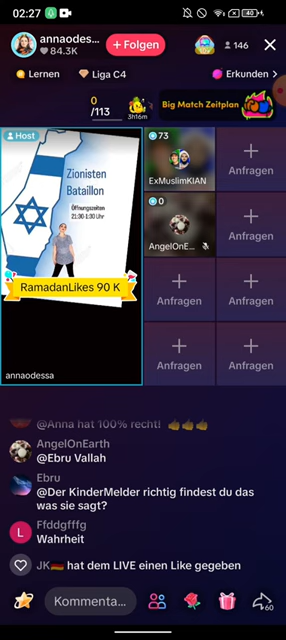 02:27
40
annaodes...
84.3K
+ Folgen
146
Lernen
Liga C4
Erkunden >
0
/113
3h16m
Big Match Zeitplan
Host
Zionisten
Bataillon
Öffnungszeiten
21:30-1:30 Uhr
RamadanLikes 90 K
annaodessa
73
ExMuslimKIAN
Anfragen
0
AngelOnE...
Anfragen
Anfragen
Anfragen
Anfragen
Anfragen
@Anna hat 100% recht! 👍👍👍
AngelOnEarth
@Ebru Vallah
Ebru
@Der KinderMelder richtig findest du das
was sie sagt?
L
Ffddgfffg
Wahrheit
JK🇩🇪 hat dem LIVE einen Like gegeben
Kommenta...
60